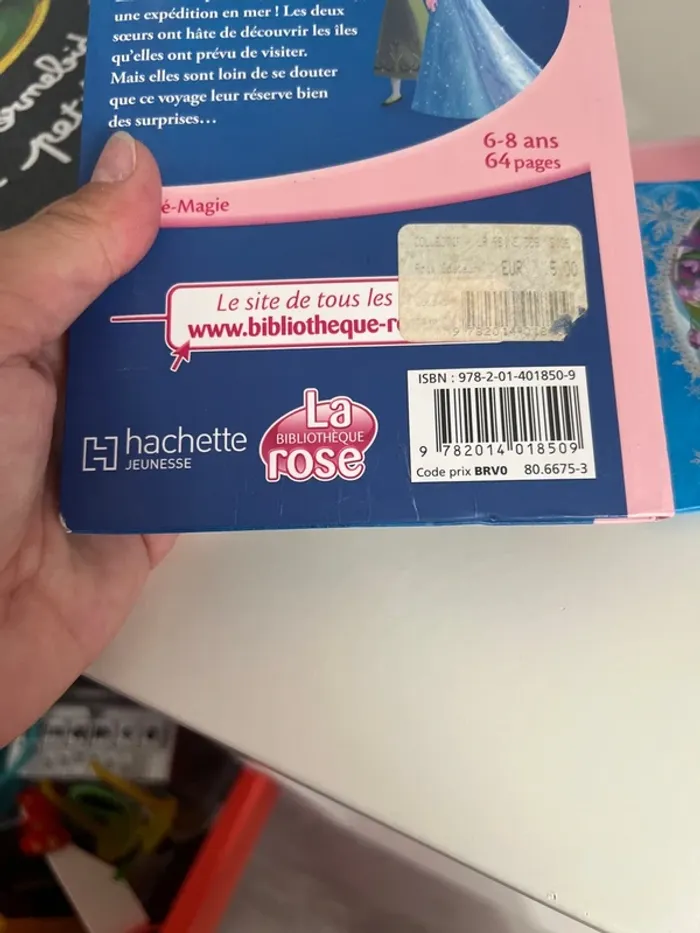 une expédition en mer ! Les deux
sœurs ont hâte de découvrir les îles
qu'elles ont prévu de visiter.
Mais elles sont loin de se douter
que ce voyage leur réserve bien
des surprises…
6-8 ans
64 pages
é-Magie
EUR 5,00
Le site de tous les
www.bibliotheque-r
ISBN : 978-2-01-401850-9
9 782014 018509
Code prix BRV0 80.6675-3
hachette
JEUNESSE
La
BIBLIOTHÈQUE
rose